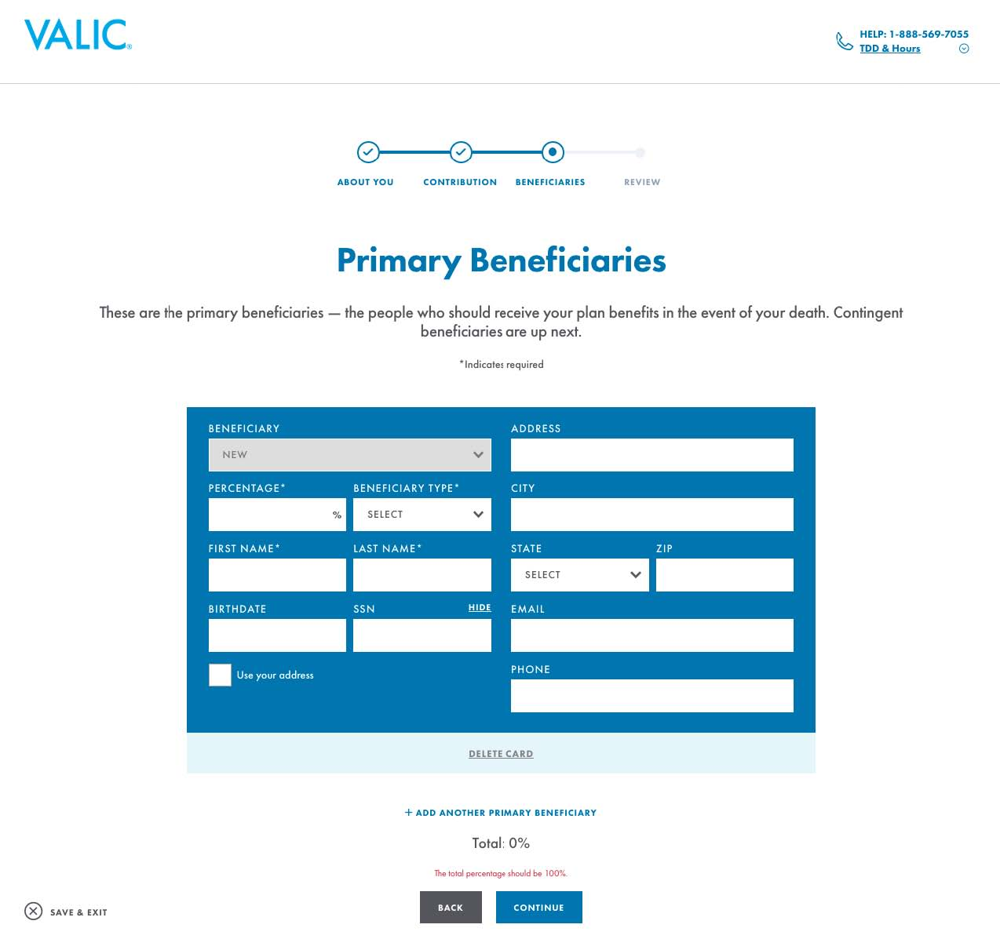 VALIC®
HELP: 1-888-569-7055
TDD & Hours
ABOUT YOU
CONTRIBUTION
BENEFICIARIES
REVIEW
Primary Beneficiaries
These are the primary beneficiaries — the people who should receive your plan benefits in the event of your death. Contingent
beneficiaries are up next.
*Indicates required
BENEFICIARY
NEW
PERCENTAGE*
BENEFICIARY TYPE*
%
SELECT
FIRST NAME*
LAST NAME*
BIRTHDATE
SSN
HIDE
Use your address
ADDRESS
CITY
STATE
ZIP
SELECT
EMAIL
PHONE
DELETE CARD
+ ADD ANOTHER PRIMARY BENEFICIARY
Total: 0%
The total percentage should be 100%.
BACK
CONTINUE
SAVE & EXIT